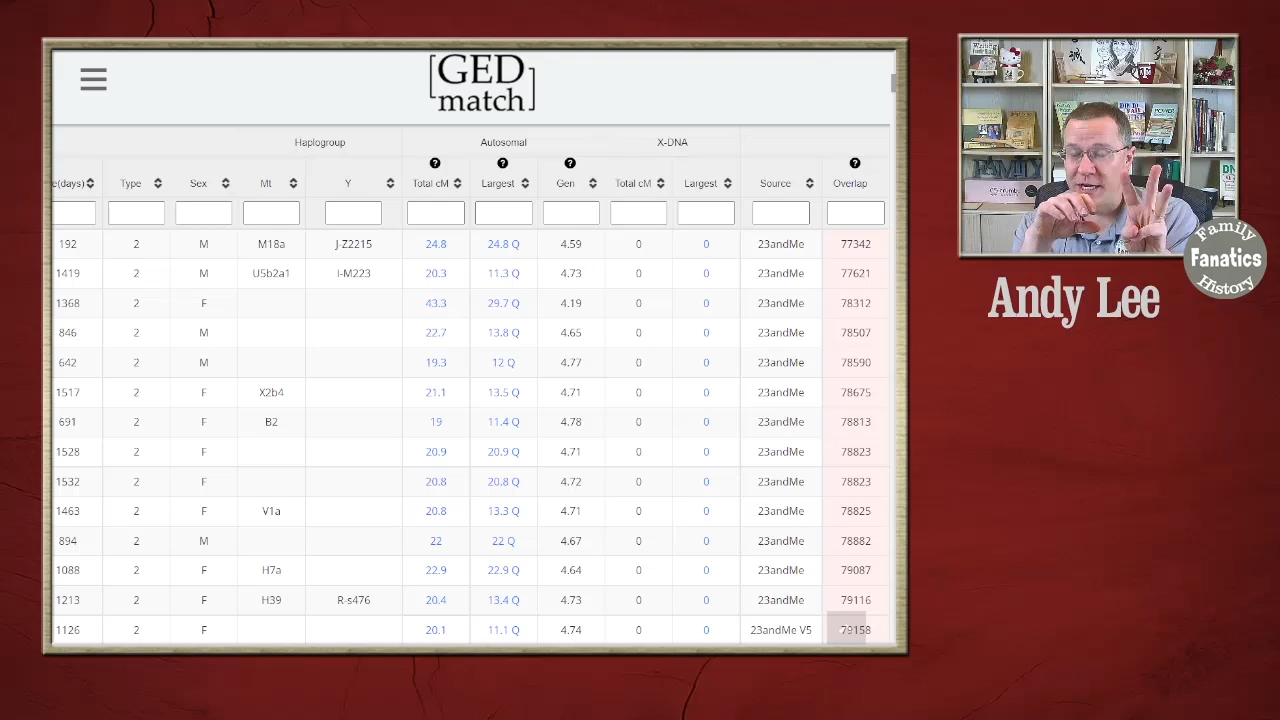 [GED
match]
Haplogroup Autosomal X-DNA
e(days) Type Sex Mt Y Total cM Largest Gen Total cM Largest Source Overlap
192 2 M M18a J-Z2215 24.8 24.8 Q 4.59 0 0 23andMe 77342
1419 2 M U5b2a1 I-M223 20.3 11.3 Q 4.73 0 0 23andMe 77621
1368 2 F 43.3 29.7 Q 4.19 0 0 23andMe 78312
846 2 M 22.7 13.8 Q 4.65 0 0 23andMe 78507
642 2 M 19.3 12 Q 4.77 0 0 23andMe 78590
1517 2 F X2b4 21.1 13.5 Q 4.71 0 0 23andMe 78675
691 2 F B2 19 11.4 Q 4.78 0 0 23andMe 78813
1528 2 F 20.9 20.9 Q 4.71 0 0 23andMe 78823
1532 2 F 20.8 20.8 Q 4.72 0 0 23andMe 78823
1463 2 F V1a 20.8 13.3 Q 4.71 0 0 23andMe 78825
894 2 M 22 22 Q 4.67 0 0 23andMe 78882
1088 2 F H7a 22.9 22.9 Q 4.64 0 0 23andMe 79087
1213 2 F H39 R-s476 20.4 13.4 Q 4.73 0 0 23andMe 79116
1126 2 F 20.1 11.1 Q 4.74 0 0 23andMe V5 79158
FAMILY
Family
Fanatics
History
Andy Lee